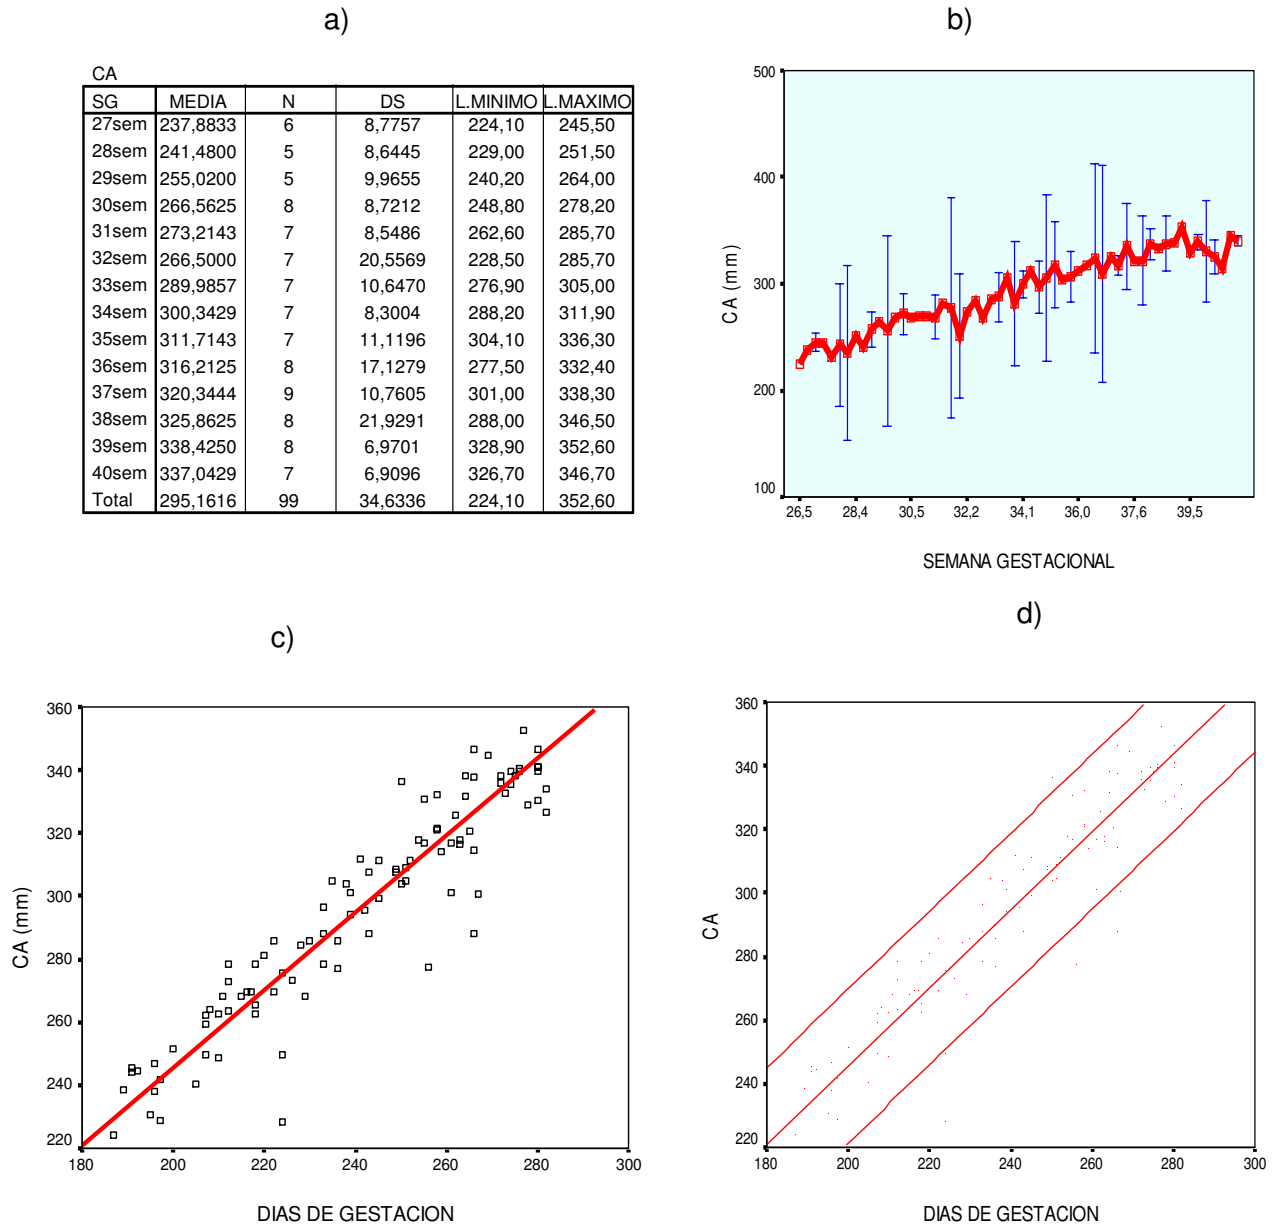 a)
CA
SG MEDIA N DS L.MINIMO L.MAXIMO
27sem 237,8833 6 8,7757 224,10 245,50
28sem 241,4800 5 8,6445 229,00 251,50
29sem 255,0200 5 9,9655 240,20 264,00
30sem 266,5625 8 8,7212 248,80 278,20
31sem 273,2143 7 8,5486 262,60 285,70
32sem 266,5000 7 20,5569 228,50 285,70
33sem 289,9857 7 10,6470 276,90 305,00
34sem 300,3429 7 8,3004 288,20 311,90
35sem 311,7143 7 11,1196 304,10 336,30
36sem 316,2125 8 17,1279 277,50 332,40
37sem 320,3444 9 10,7605 301,00 338,30
38sem 325,8625 8 21,9291 288,00 346,50
39sem 338,4250 8 6,9701 328,90 352,60
40sem 337,0429 7 6,9096 326,70 346,70
Total 295,1616 99 34,6336 224,10 352,60
b)
500
400
300
200
100
CA (mm)
26,5 28,4 30,5 32,2 34,1 36,0 37,6 39,5
SEMANA GESTACIONAL
c)
360
340
320
300
280
260
240
220
CA (mm)
180 200 220 240 260 280 300
DIAS DE GESTACION
d)
360
340
320
300
280
260
240
220
CA
180 200 220 240 260 280 300
DIAS DE GESTACION